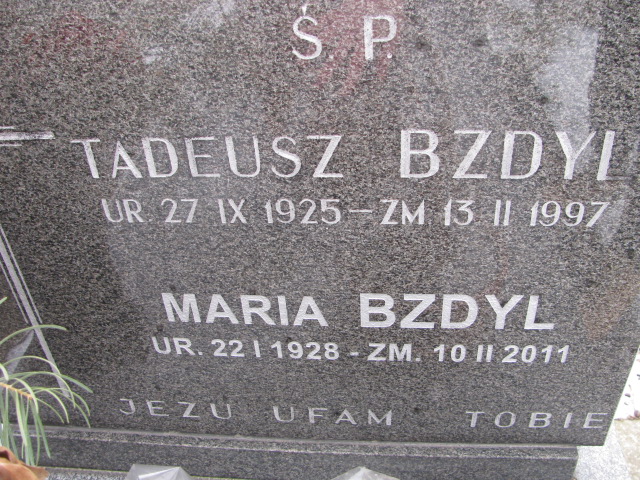 Ś. P.
TADEUSZ BZDYL
UR. 27 IX 1925 – ZM 13 II 1997
MARIA BZDYL
UR. 22 I 1928 - ZM. 10 II 2011
JEZU UFAM TOBIE